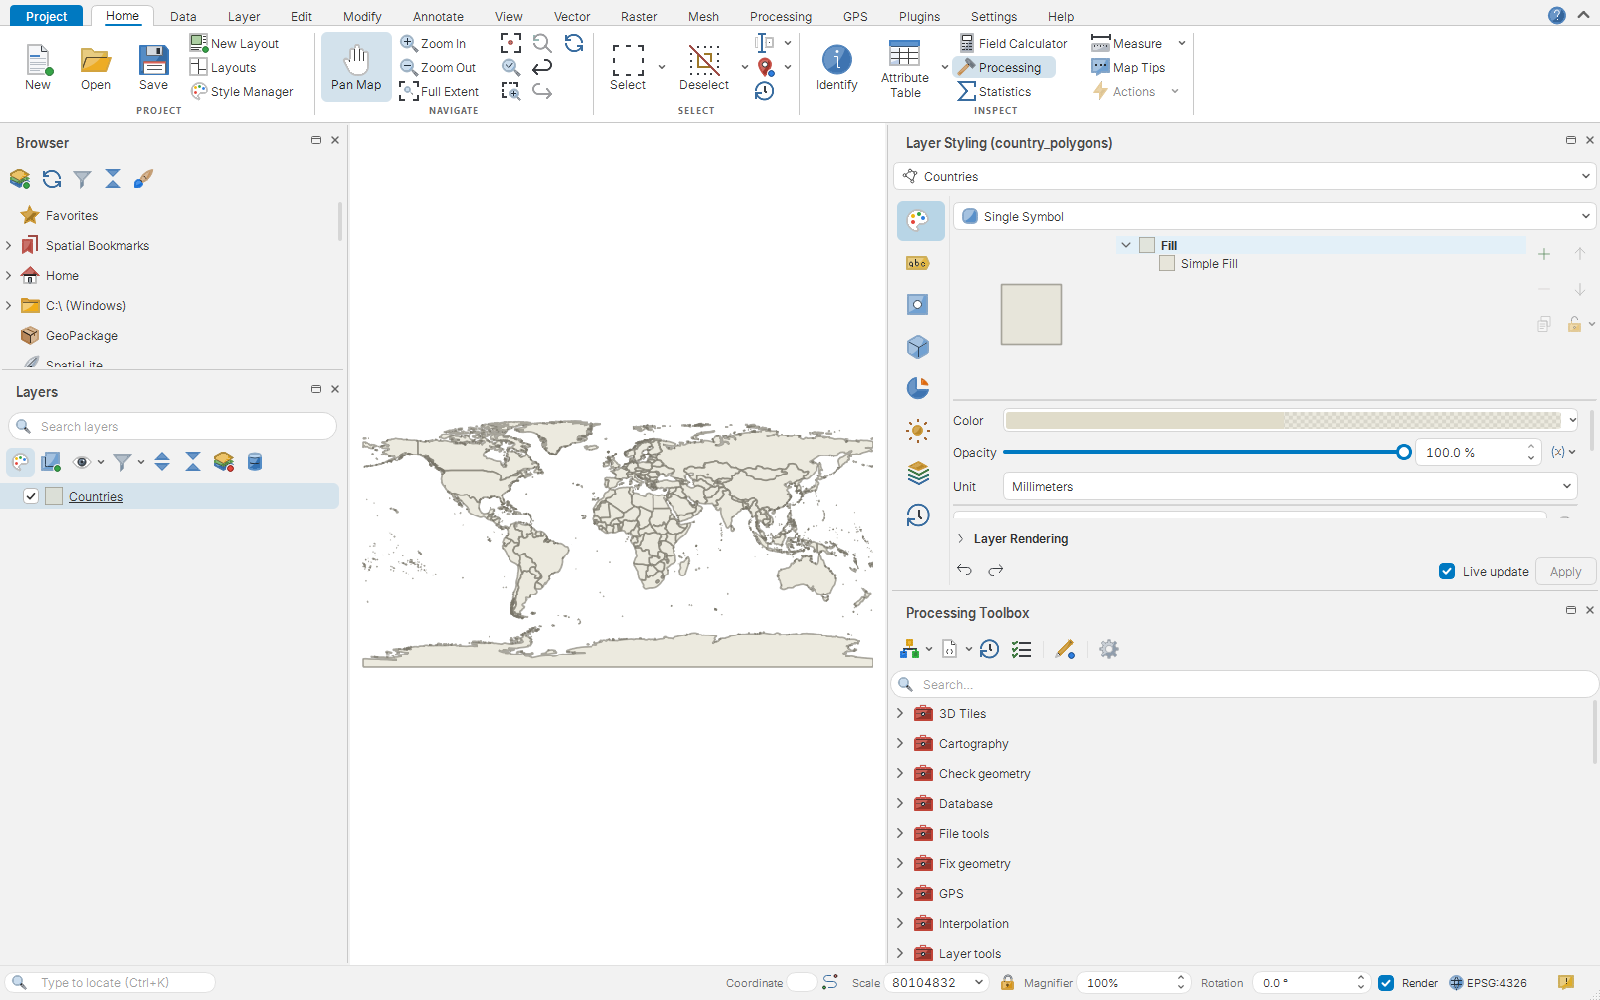 Project Home Data Layer Edit Modify Annotate View Vector Raster Mesh Processing GPS Plugins Settings Help
New
Open
Save
New Layout
Layouts
Style Manager
PROJECT
Pan Map
Zoom In
Zoom Out
Full Extent
NAVIGATE
Select
Deselect
SELECT
Identify
Attribute
Table
Field Calculator
Processing
Statistics
Measure
Map Tips
Actions
INSPECT
Browser
Favorites
Spatial Bookmarks
Home
C:\ (Windows)
GeoPackage
SpatiaLite
Layers
Search layers
Countries
Layer Styling (country_polygons)
Countries
abc
Single Symbol
Fill
Simple Fill
Color
Opacity 100.0 %
Unit Millimeters
Layer Rendering
Live update Apply
Processing Toolbox
Search...
3D Tiles
Cartography
Check geometry
Database
File tools
Fix geometry
GPS
Interpolation
Layer tools
Type to locate (Ctrl+K) Coordinate Scale 80104832 Magnifier 100% Rotation 0.0 ° Render EPSG:4326